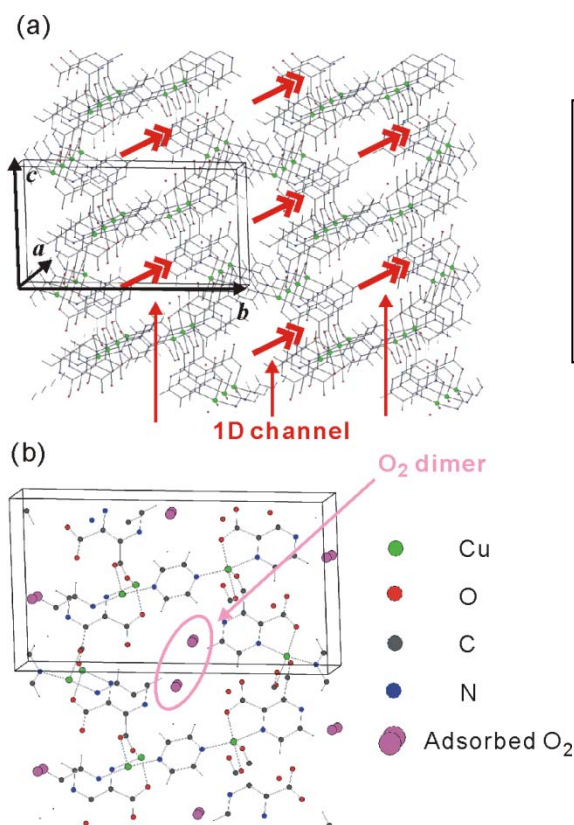 (a)
c
a
b
1D channel
(b)
O₂ dimer
Cu
O
C
N
Adsorbed O₂